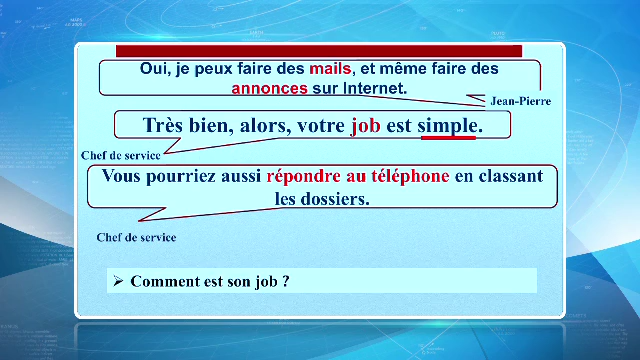 Oui, je peux faire des mails, et même faire des
annonces sur Internet.
Jean-Pierre
Très bien, alors, votre job est simple.
Chef de service
Vous pourriez aussi répondre au téléphone en classant
les dossiers.
Chef de service
➢ Comment est son job ?